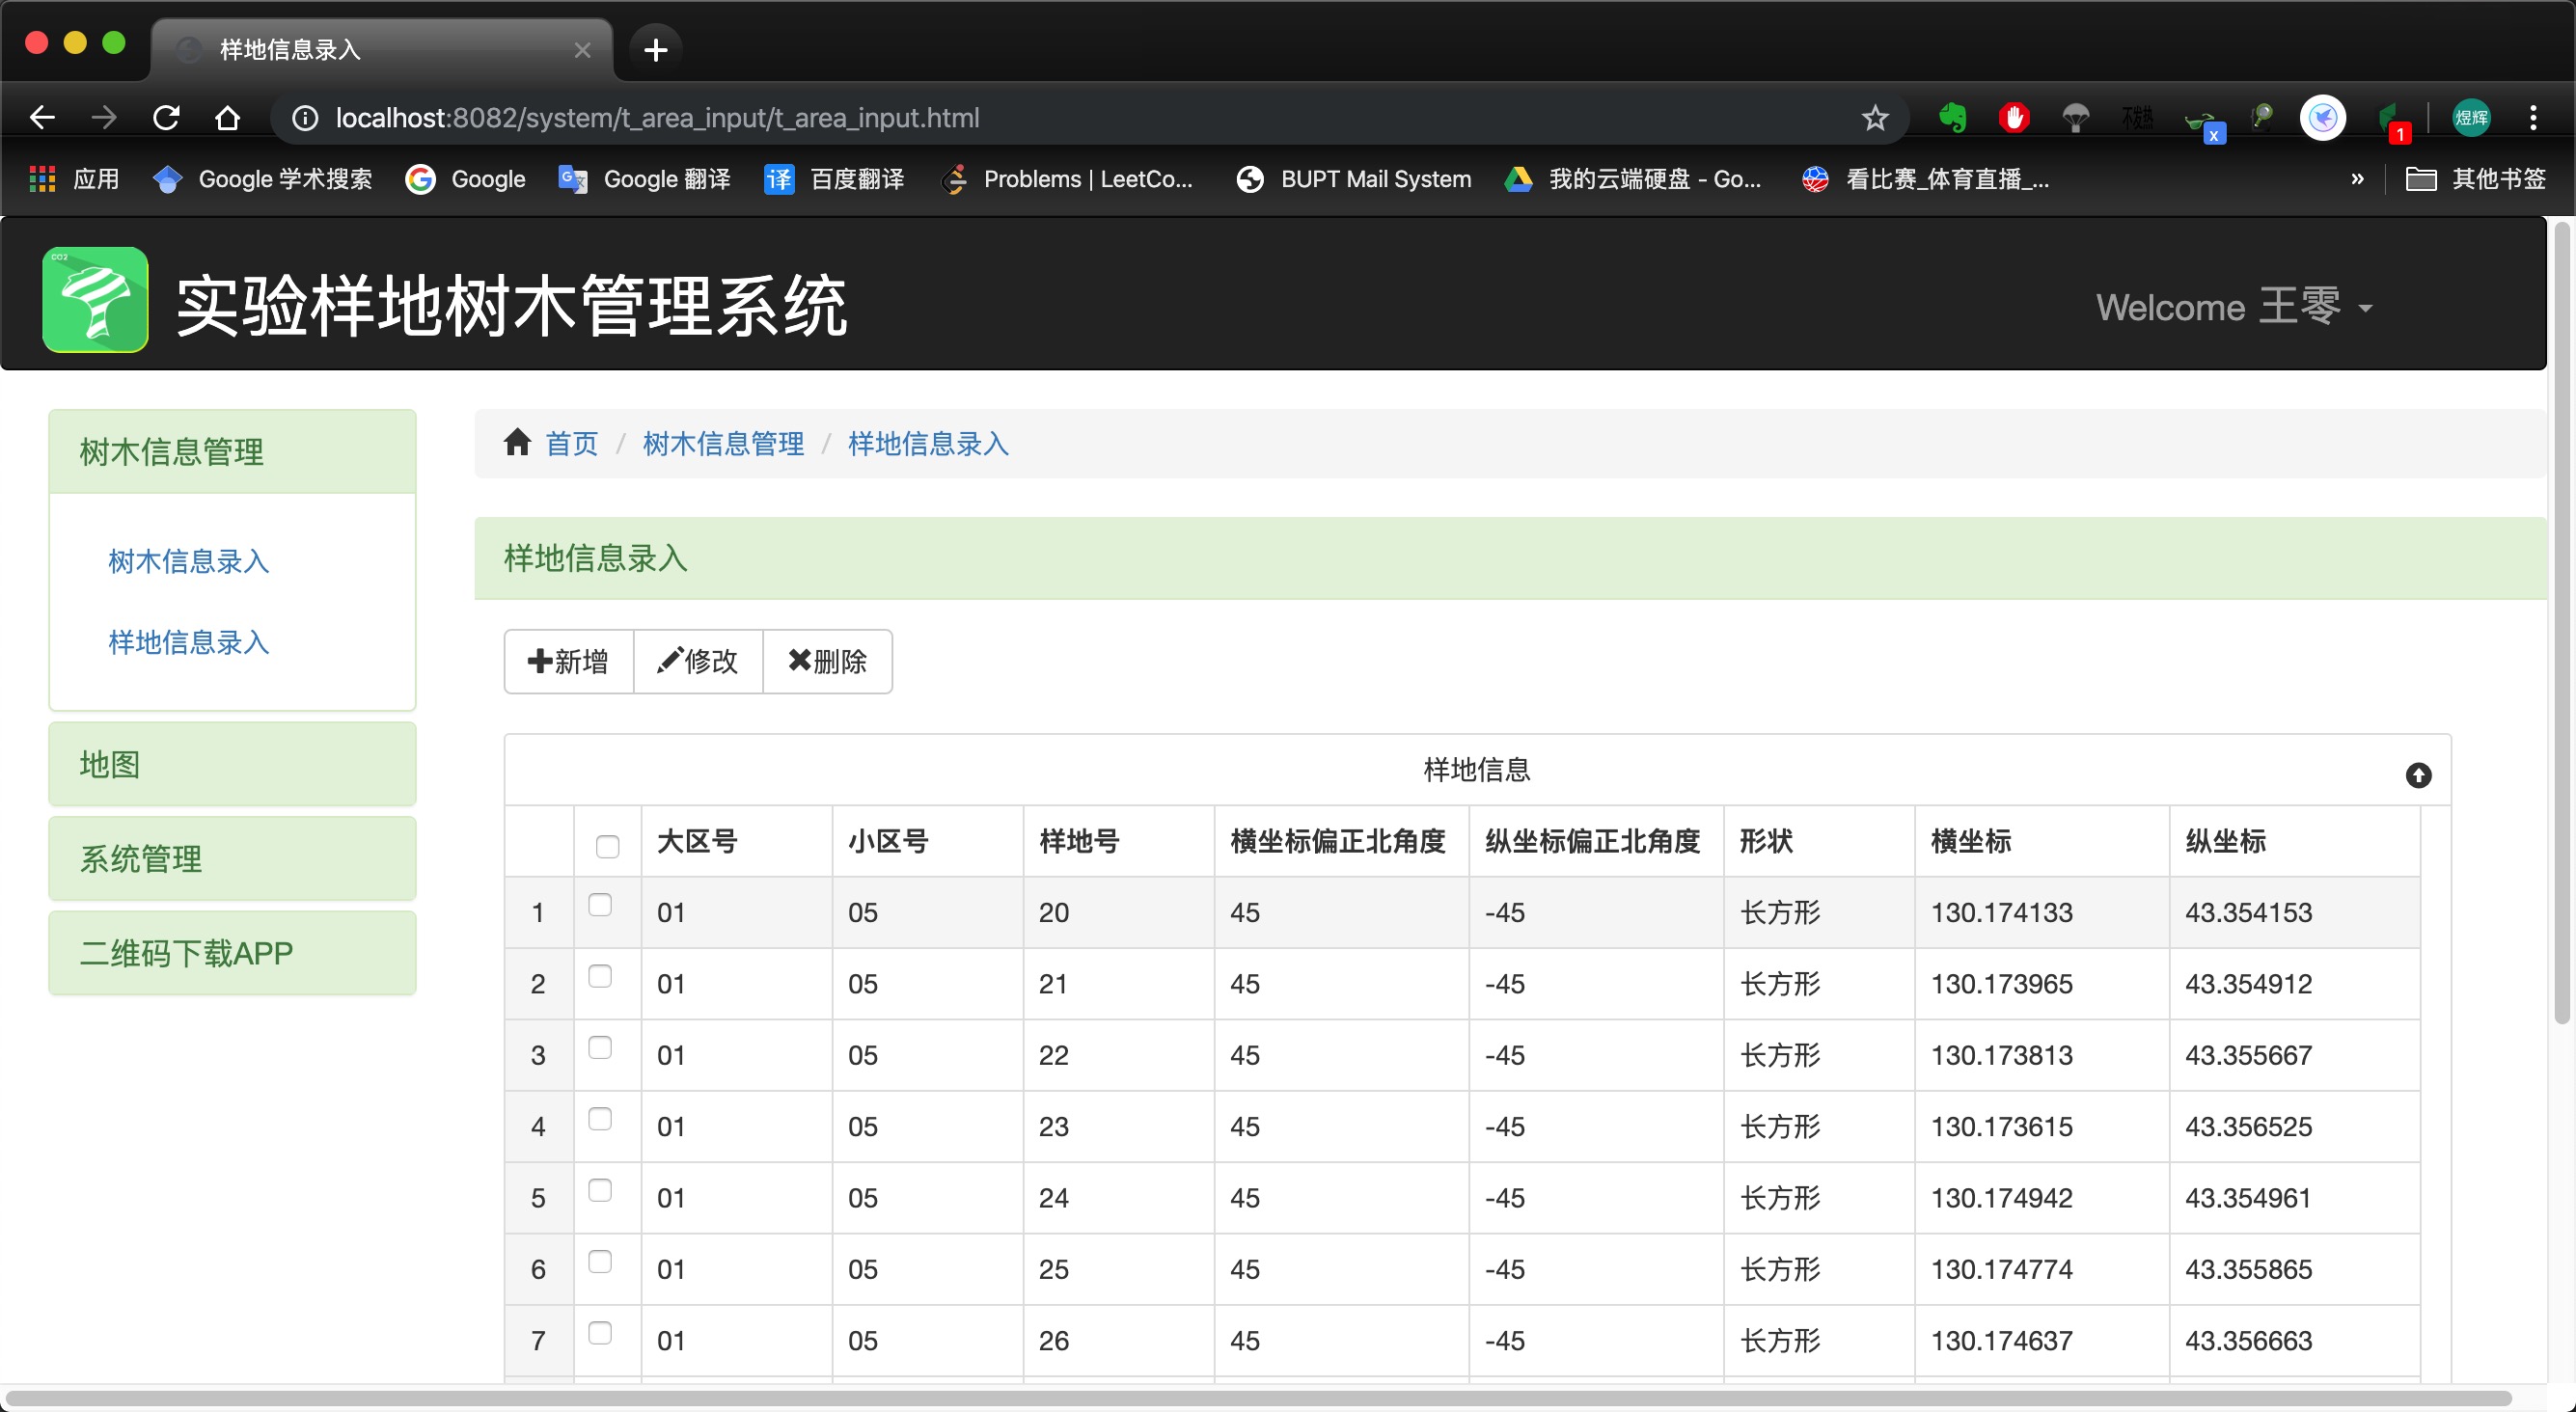 样地信息录入
localhost:8082/system/t_area_input/t_area_input.html
不发热
x
1
煜辉
应用
Google 学术搜索
Google
Google 翻译
译
百度翻译
Problems | LeetCo...
BUPT Mail System
我的云端硬盘 - Go...
看比赛_体育直播_...
»
其他书签
CO2
实验样地树木管理系统
Welcome 王零
树木信息管理
树木信息录入
样地信息录入
地图
系统管理
二维码下载APP
首页 / 树木信息管理 / 样地信息录入
样地信息录入
新增 修改 删除
样地信息
大区号 小区号 样地号 横坐标偏正北角度 纵坐标偏正北角度 形状 横坐标 纵坐标
1 01 05 20 45 -45 长方形 130.174133 43.354153
2 01 05 21 45 -45 长方形 130.173965 43.354912
3 01 05 22 45 -45 长方形 130.173813 43.355667
4 01 05 23 45 -45 长方形 130.173615 43.356525
5 01 05 24 45 -45 长方形 130.174942 43.354961
6 01 05 25 45 -45 长方形 130.174774 43.355865
7 01 05 26 45 -45 长方形 130.174637 43.356663